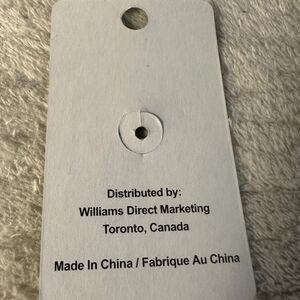 Distributed by:
Williams Direct Marketing
Toronto, Canada
Made In China / Fabrique Au China